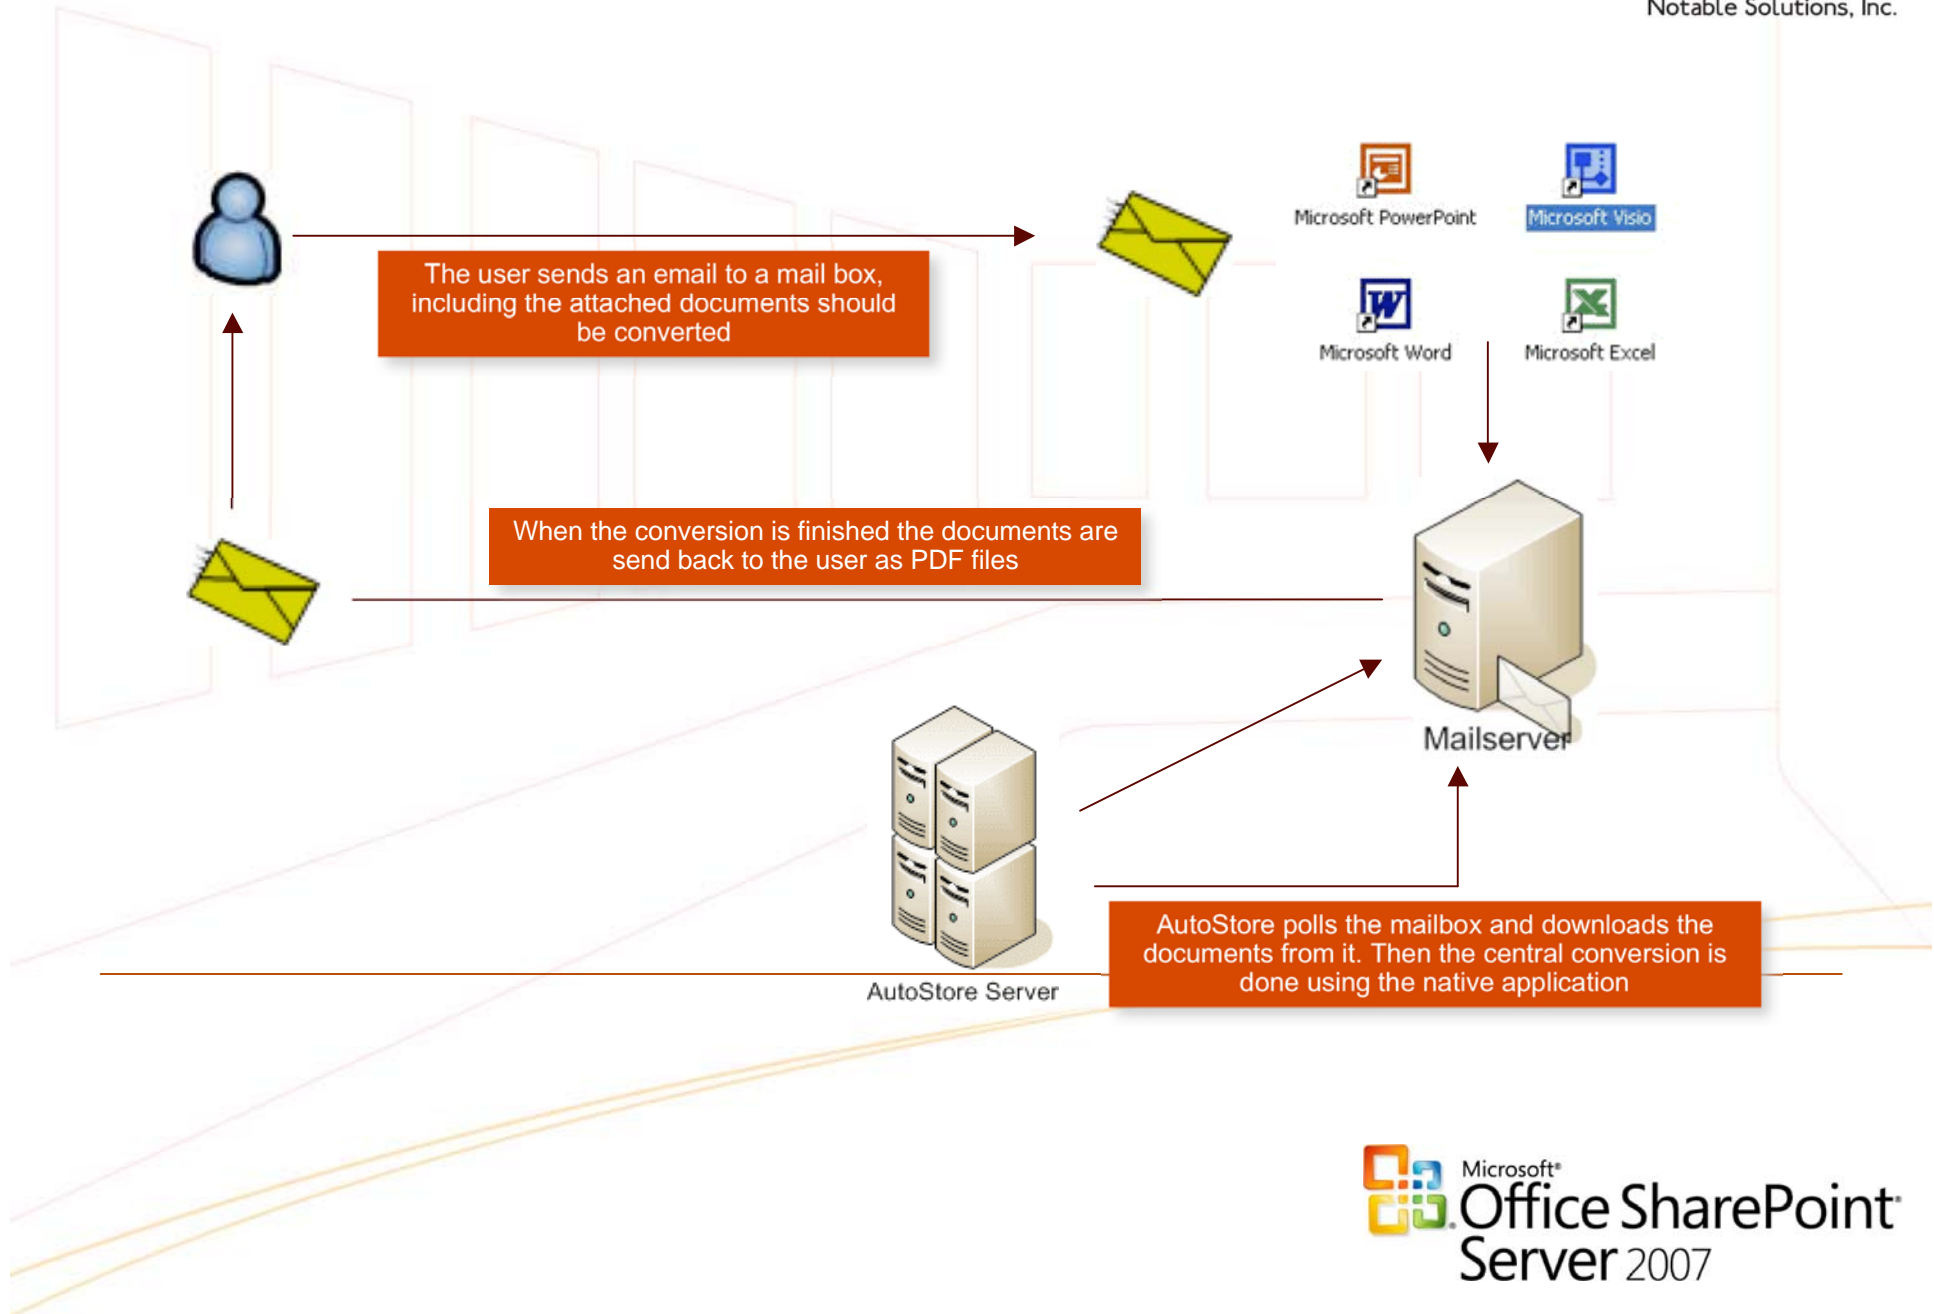 Notable Solutions, Inc.
Microsoft PowerPoint
Microsoft Visio
The user sends an email to a mail box,
including the attached documents should
be converted
Microsoft Word
Microsoft Excel
When the conversion is finished the documents are
send back to the user as PDF files
Mailserver
AutoStore polls the mailbox and downloads the
documents from it. Then the central conversion is
done using the native application
AutoStore Server
Microsoft®
Office SharePoint
Server 2007